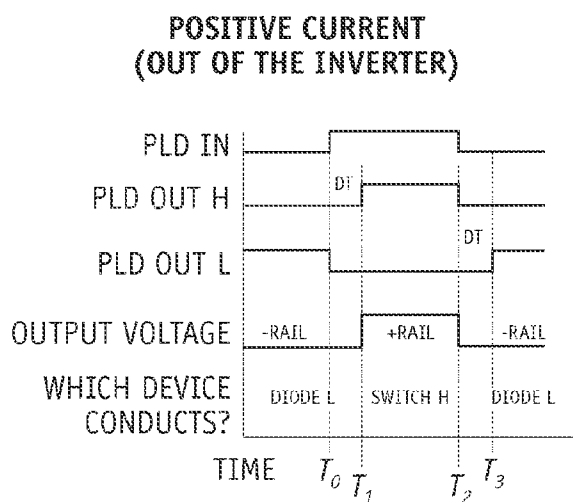 POSITIVE CURRENT
(OUT OF THE INVERTER)
PLD IN
DT
PLD OUT H
DT
PLD OUT L
OUTPUT VOLTAGE
-RAIL
+RAIL
-RAIL
WHICH DEVICE
CONDUCTS?
DIODE L
SWITCH H
DIODE L
TIME
T0
T1
T2
T3